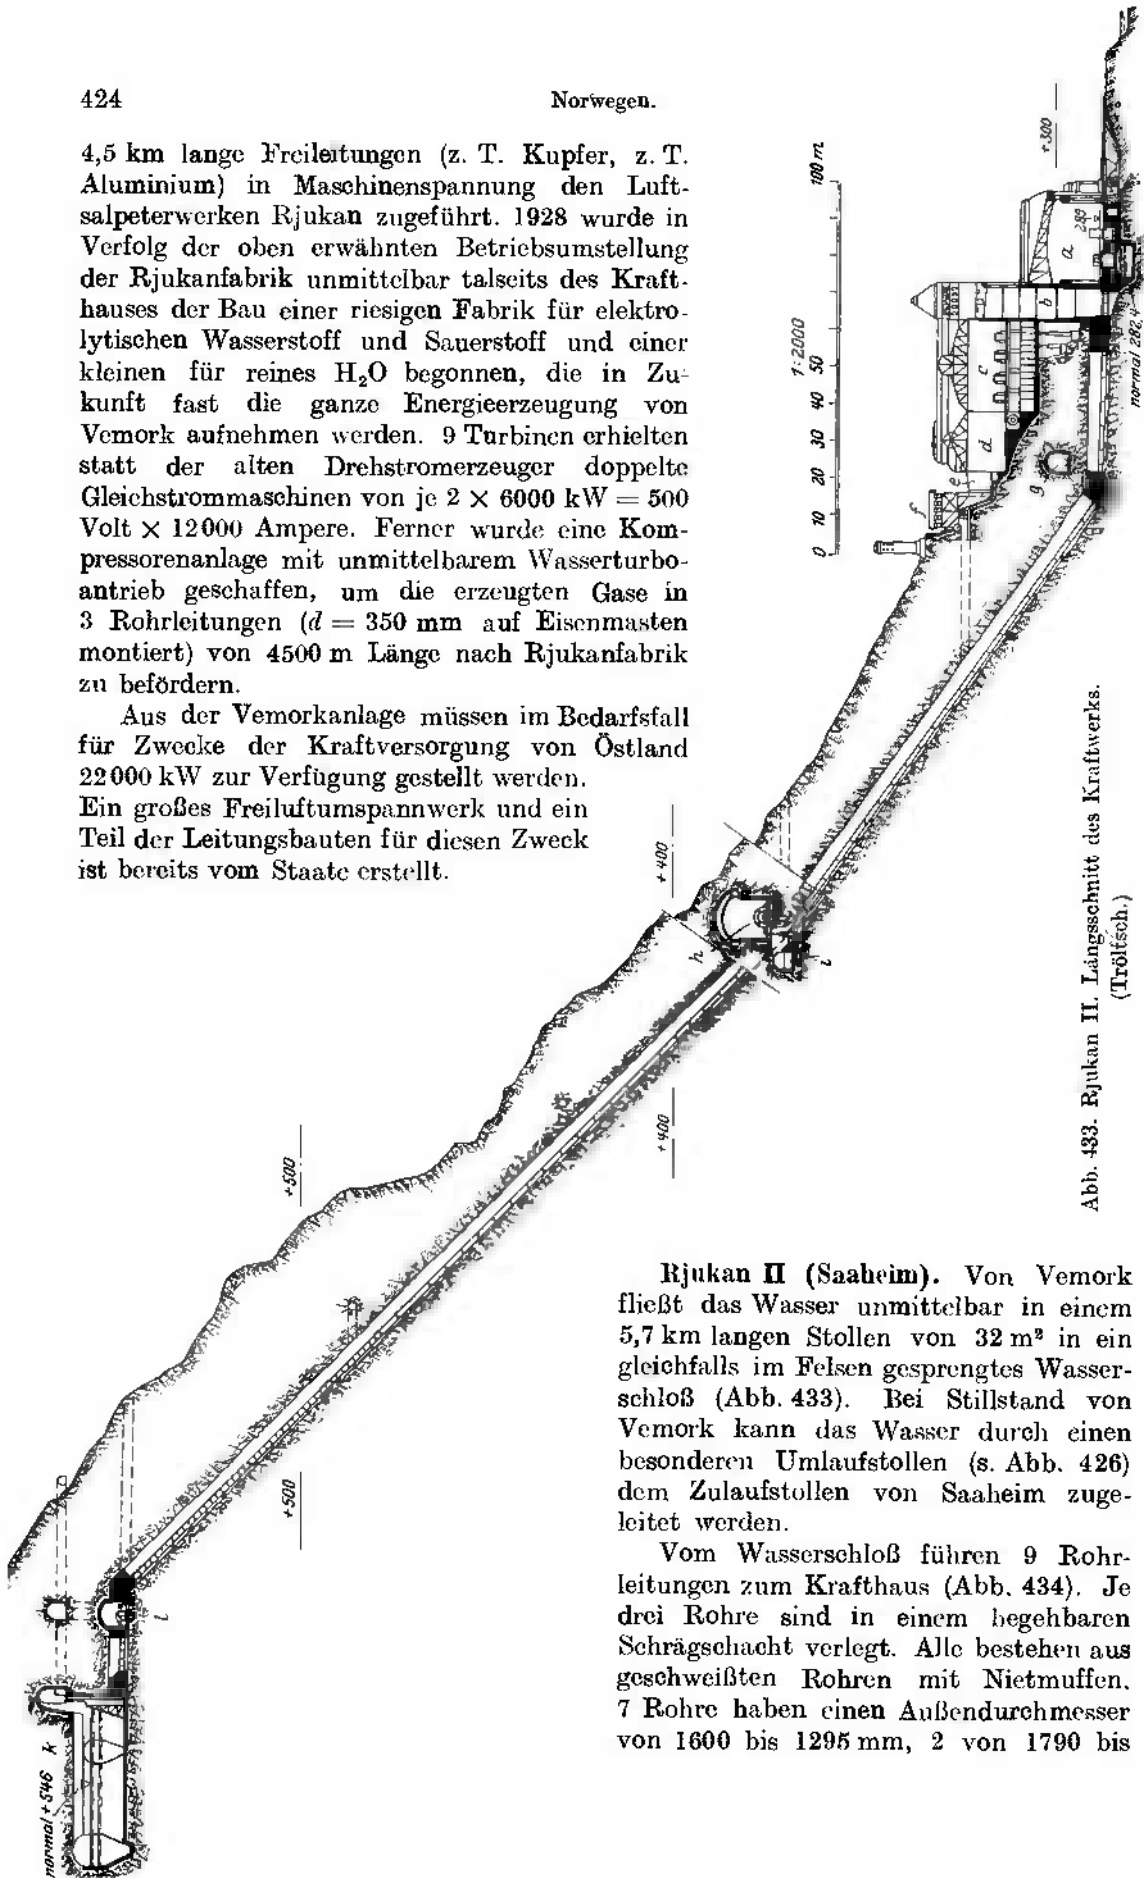 424
Norwegen.
4,5 km lange Freileitungen (z. T. Kupfer, z. T.
Aluminium) in Maschinenspannung den Luft-
salpeterwerken Rjukan zugeführt. 1928 wurde in
Verfolg der oben erwähnten Betriebsumstellung
der Rjukanfabrik unmittelbar talseits des Kraft-
hauses der Bau einer riesigen Fabrik für elektro-
lytischen Wasserstoff und Sauerstoff und einer
kleinen für reines H₂O begonnen, die in Zu-
kunft fast die ganze Energieerzeugung von
Vemork aufnehmen werden. 9 Turbinen erhielten
statt der alten Drehstromerzeuger doppelte
Gleichstrommaschinen von je 2 × 6000 kW = 500
Volt × 12000 Ampere. Ferner wurde eine Kom-
pressorenanlage mit unmittelbarem Wasserturbo-
antrieb geschaffen, um die erzeugten Gase in
3 Rohrleitungen (d = 350 mm auf Eisenmasten
montiert) von 4500 m Länge nach Rjukanfabrik
zu befördern.
Aus der Vemorkanlage müssen im Bedarfsfall
für Zwecke der Kraftversorgung von Östland
22000 kW zur Verfügung gestellt werden.
Ein großes Freiluftumspannwerk und ein
Teil der Leitungsbauten für diesen Zweck
ist bereits vom Staate erstellt.
1:2000
0 10 20 30 40 50 100 m
+300
a
289
m
b
c
d
e
f
g
normal 282,4
+400
h
i
+400
+500
+500
l
k
normal +546
Abb. 433. Rjukan II. Längsschnitt des Kraftwerks.
(Tröltsch.)
Rjukan II (Saaheim). Von Vemork
fließt das Wasser unmittelbar in einem
5,7 km langen Stollen von 32 m² in ein
gleichfalls im Felsen gesprengtes Wasser-
schloß (Abb. 433). Bei Stillstand von
Vemork kann das Wasser durch einen
besonderen Umlaufstollen (s. Abb. 426)
dem Zulaufstollen von Saaheim zuge-
leitet werden.
Vom Wasserschloß führen 9 Rohr-
leitungen zum Krafthaus (Abb. 434). Je
drei Rohre sind in einem begehbaren
Schrägschacht verlegt. Alle bestehen aus
geschweißten Rohren mit Nietmuffen.
7 Rohre haben einen Außendurchmesser
von 1600 bis 1295 mm, 2 von 1790 bis